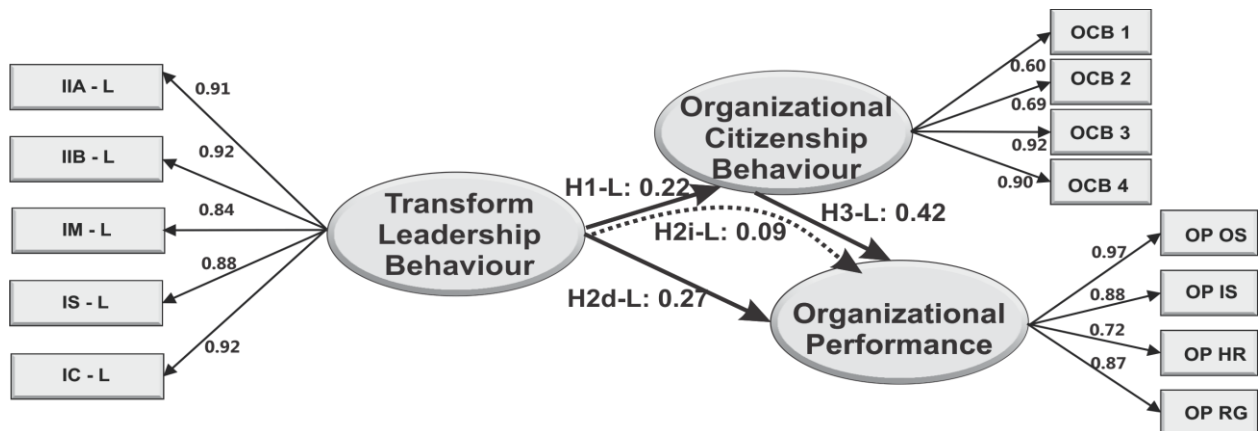 IIA - L
IIB - L
IM - L
IS - L
IC - L
0.91
0.92
0.84
0.88
0.92
Transform
Leadership
Behaviour
H1-L: 0.22
H2i-L: 0.09
H2d-L: 0.27
Organizational
Citizenship
Behaviour
H3-L: 0.42
Organizational
Performance
0.60
0.69
0.92
0.90
OCB 1
OCB 2
OCB 3
OCB 4
0.97
0.88
0.72
0.87
OP OS
OP IS
OP HR
OP RG